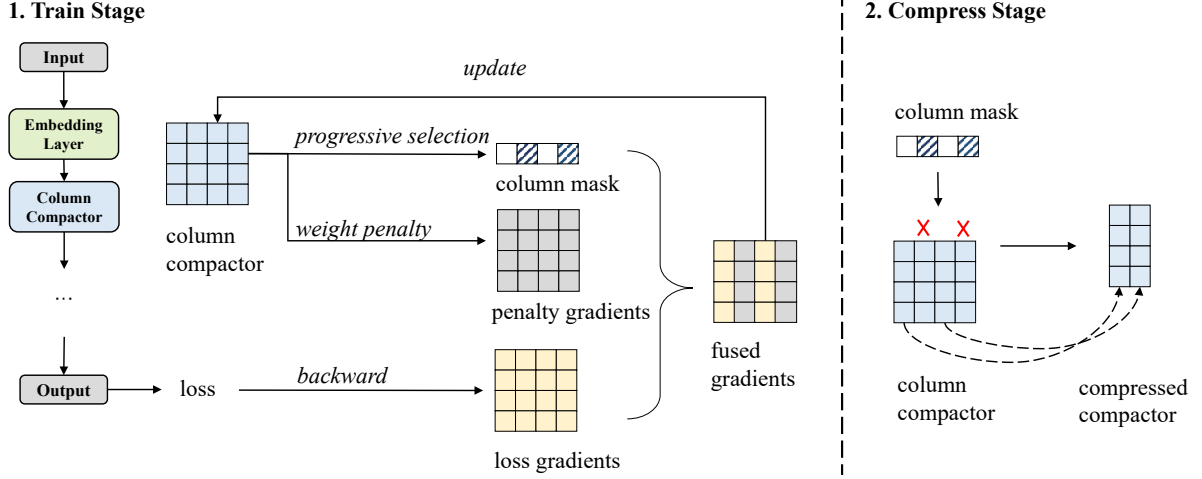 1. Train Stage
Input
Embedding
Layer
Column
Compactor
...
Output
loss
update
progressive selection
column mask
column
compactor
weight penalty
penalty gradients
backward
loss gradients
fused
gradients
2. Compress Stage
column mask
X X
column
compactor
compressed
compactor